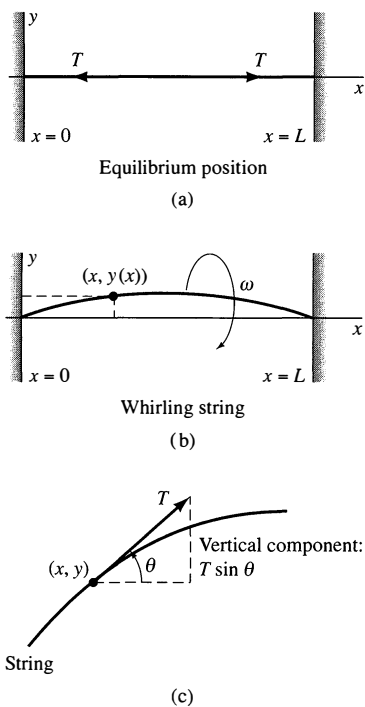 y
T T
x
x = 0 x = L
Equilibrium position
(a)
y
(x, y(x))
ω
x
x = 0 x = L
Whirling string
(b)
T
Vertical component:
(x, y) θ T sin θ
String
(c)